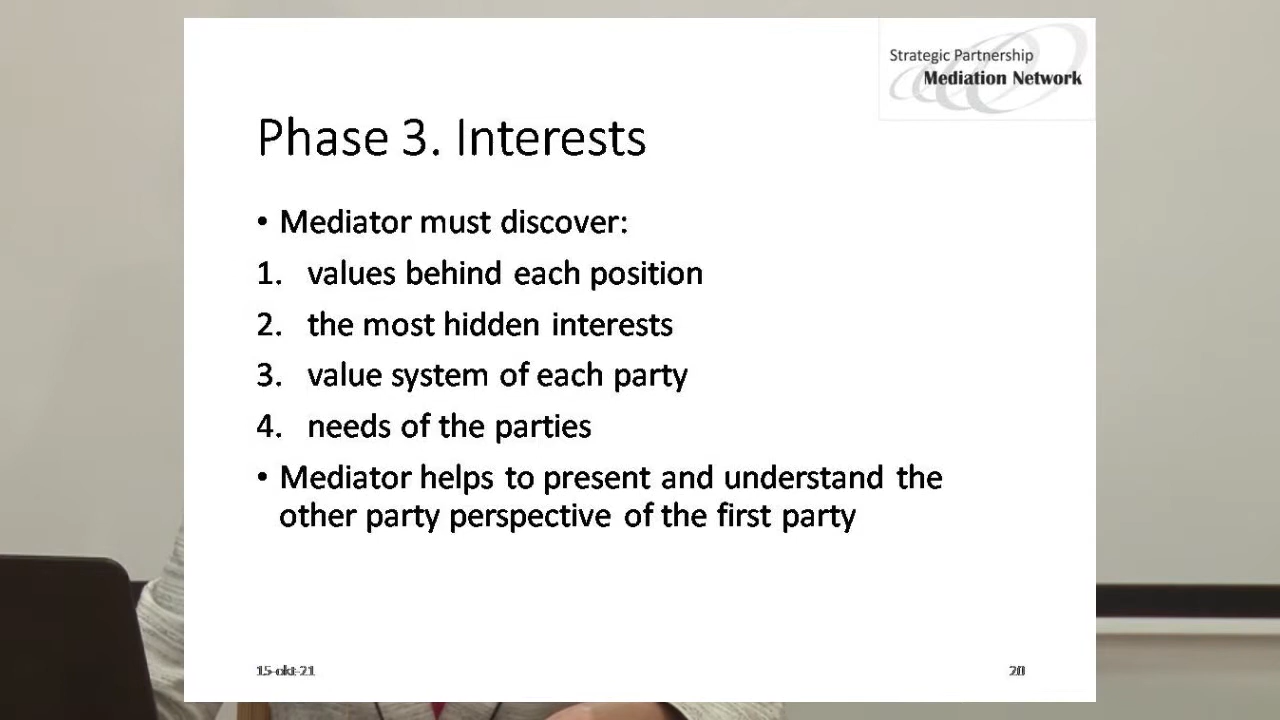 Strategic Partnership
Mediation Network
Phase 3. Interests
• Mediator must discover:
1. values behind each position
2. the most hidden interests
3. value system of each party
4. needs of the parties
• Mediator helps to present and understand the
other party perspective of the first party
15-okt-21
20